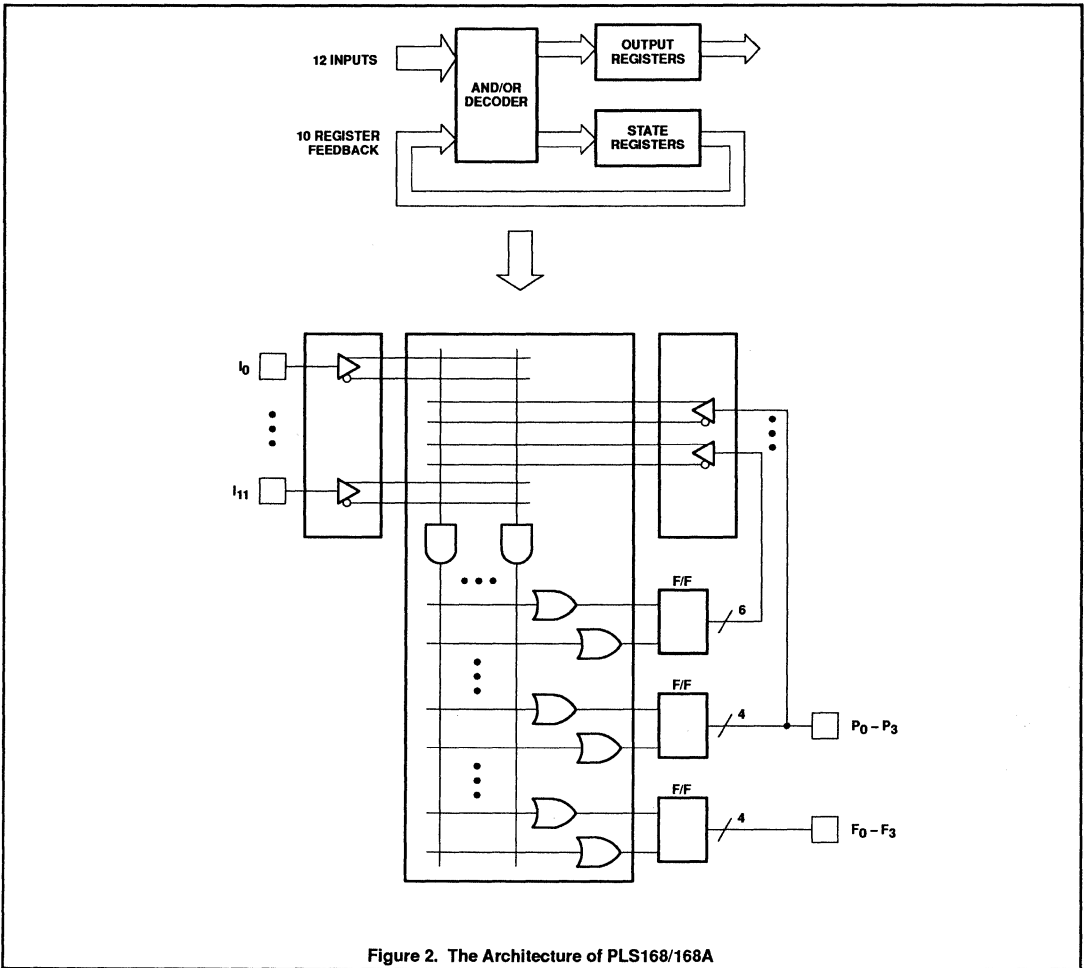 12 INPUTS
AND/OR
DECODER
OUTPUT
REGISTERS
10 REGISTER
FEEDBACK
STATE
REGISTERS
I0
I11
F/F
6
F/F
4
P0 – P3
F/F
4
F0 – F3
Figure 2. The Architecture of PLS168/168A